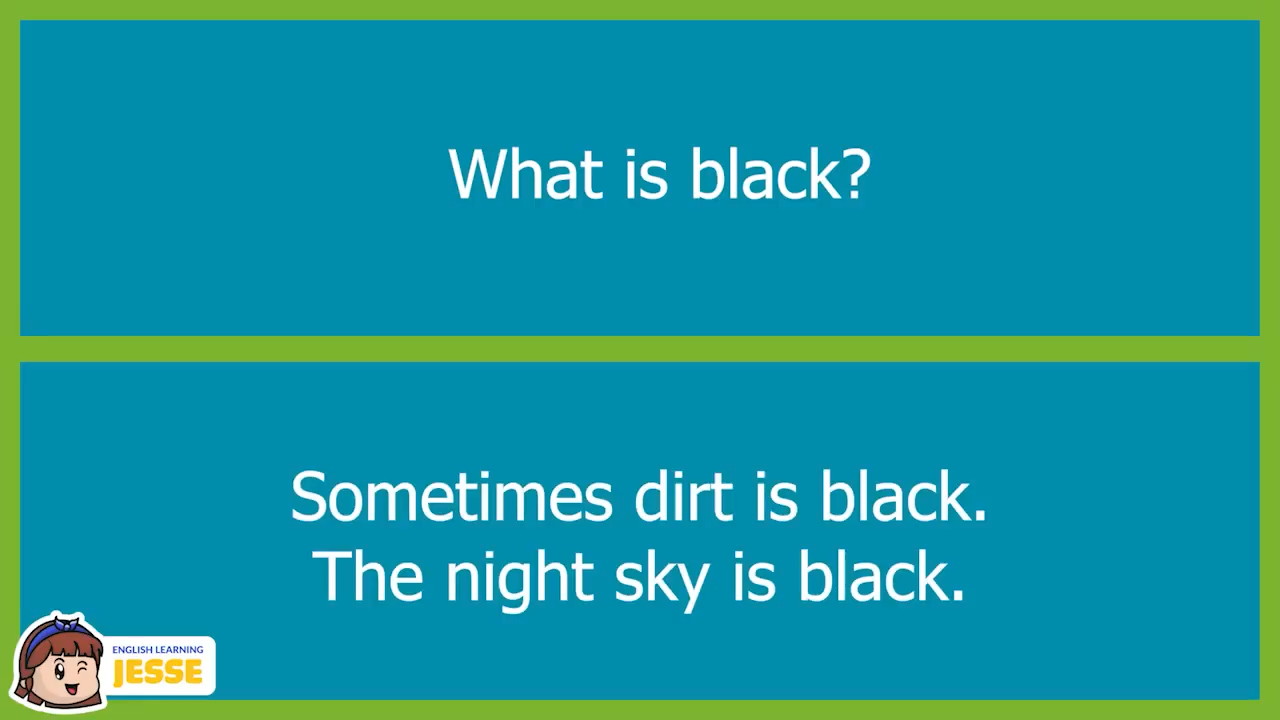 What is black?
Sometimes dirt is black.
The night sky is black.
ENGLISH LEARNING
JESSE